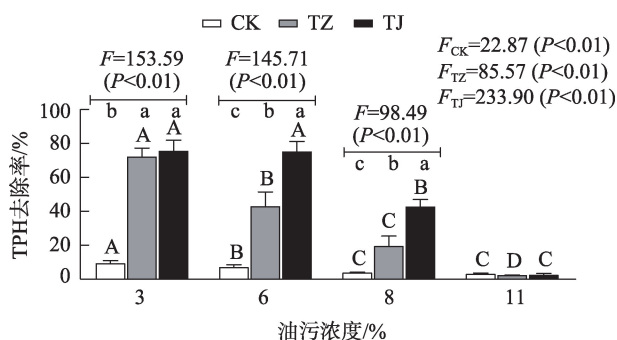 CK TZ TJ
F=153.59
(P<0.01)
b a a
F=145.71
(P<0.01)
c b a
F=98.49
(P<0.01)
c b a
F_CK=22.87 (P<0.01)
F_TZ=85.57 (P<0.01)
F_TJ=233.90 (P<0.01)
TPH去除率/%
100
80
60
40
20
0
A A A
B B A
C C B
C D C
3 6 8 11
油污浓度/%